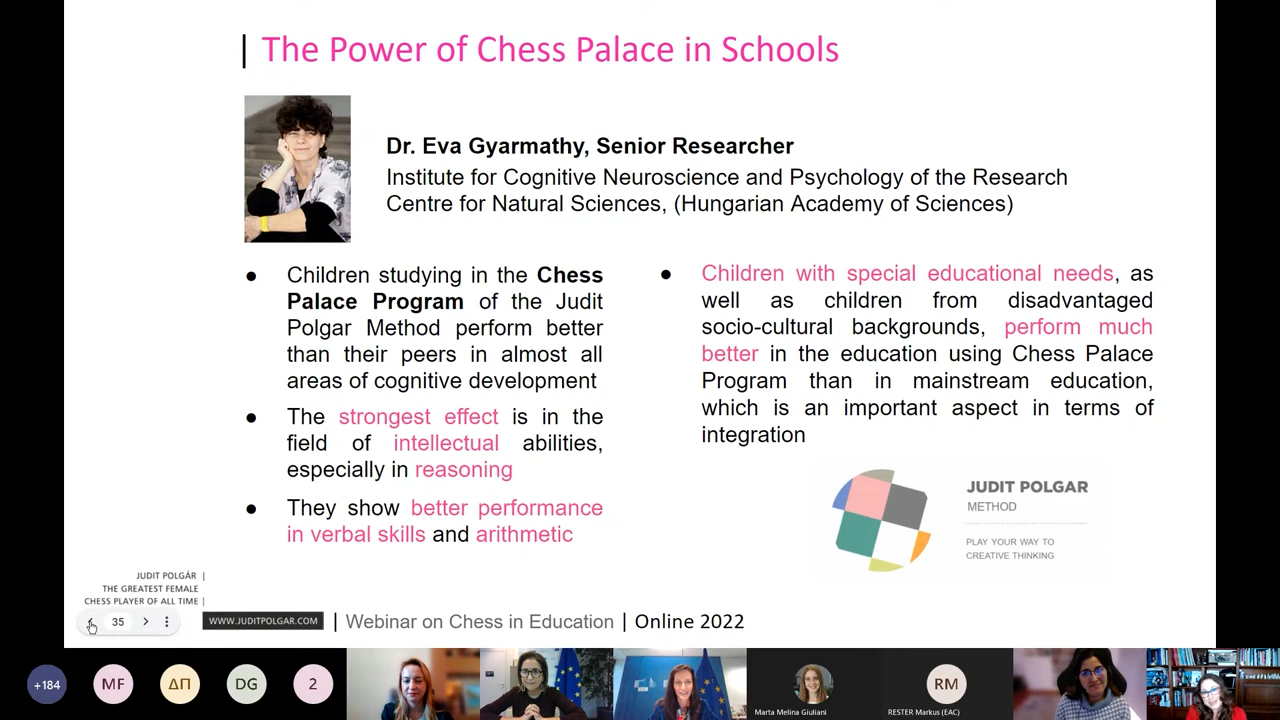 The Power of Chess Palace in Schools
Dr. Eva Gyarmathy, Senior Researcher
Institute for Cognitive Neuroscience and Psychology of the Research
Centre for Natural Sciences, (Hungarian Academy of Sciences)
● Children studying in the Chess
Palace Program of the Judit
Polgar Method perform better
than their peers in almost all
areas of cognitive development
● The strongest effect is in the
field of intellectual abilities,
especially in reasoning
● They show better performance
in verbal skills and arithmetic
● Children with special educational needs, as
well as children from disadvantaged
socio-cultural backgrounds, perform much
better in the education using Chess Palace
Program than in mainstream education,
which is an important aspect in terms of
integration
JUDIT POLGAR
METHOD
PLAY YOUR WAY TO
CREATIVE THINKING
JUDIT POLGÁR |
THE GREATEST FEMALE
CHESS PLAYER OF ALL TIME |
35
WWW.JUDITPOLGAR.COM
| Webinar on Chess in Education | Online 2022
+184
MF
ΔΠ
DG
2
Marta Melina Giuliani
RM
RESTER Markus (EAC)